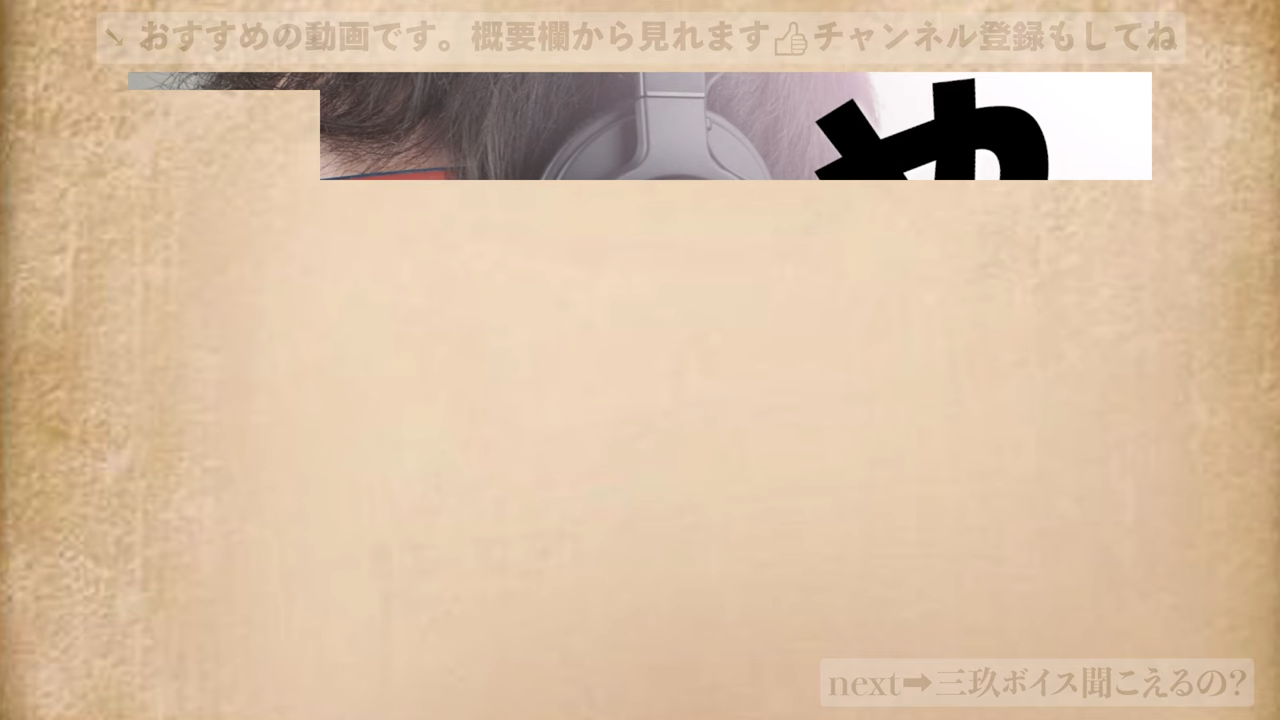 ↘ おすすめの動画です。概要欄から見れます👍チャンネル登録もしてね
next➡三玖ボイス聞こえるの?